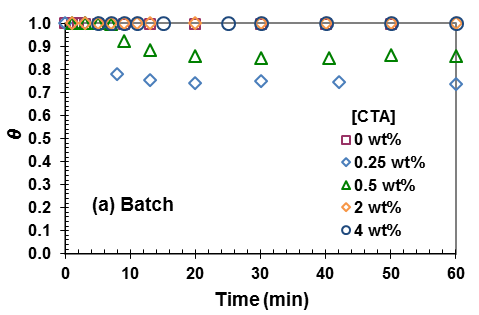 1.0
0.9
0.8
0.7
0.6
0.5
0.4
0.3
0.2
0.1
0.0
θ
[CTA]
0 wt%
0.25 wt%
0.5 wt%
2 wt%
4 wt%
(a) Batch
0 10 20 30 40 50 60
Time (min)